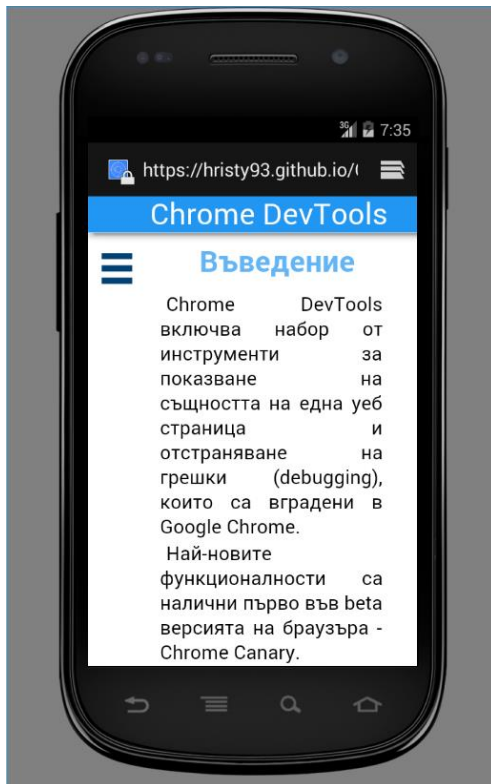 3G 7:35
https://hristy93.github.io/(
Chrome DevTools
Въведение
Chrome DevTools
включва набор от
инструменти за
показване на
същността на една уеб
страница и
отстраняване на
грешки (debugging),
които са вградени в
Google Chrome.
Най-новите
функционалности са
налични първо във beta
версията на браузъра -
Chrome Canary.